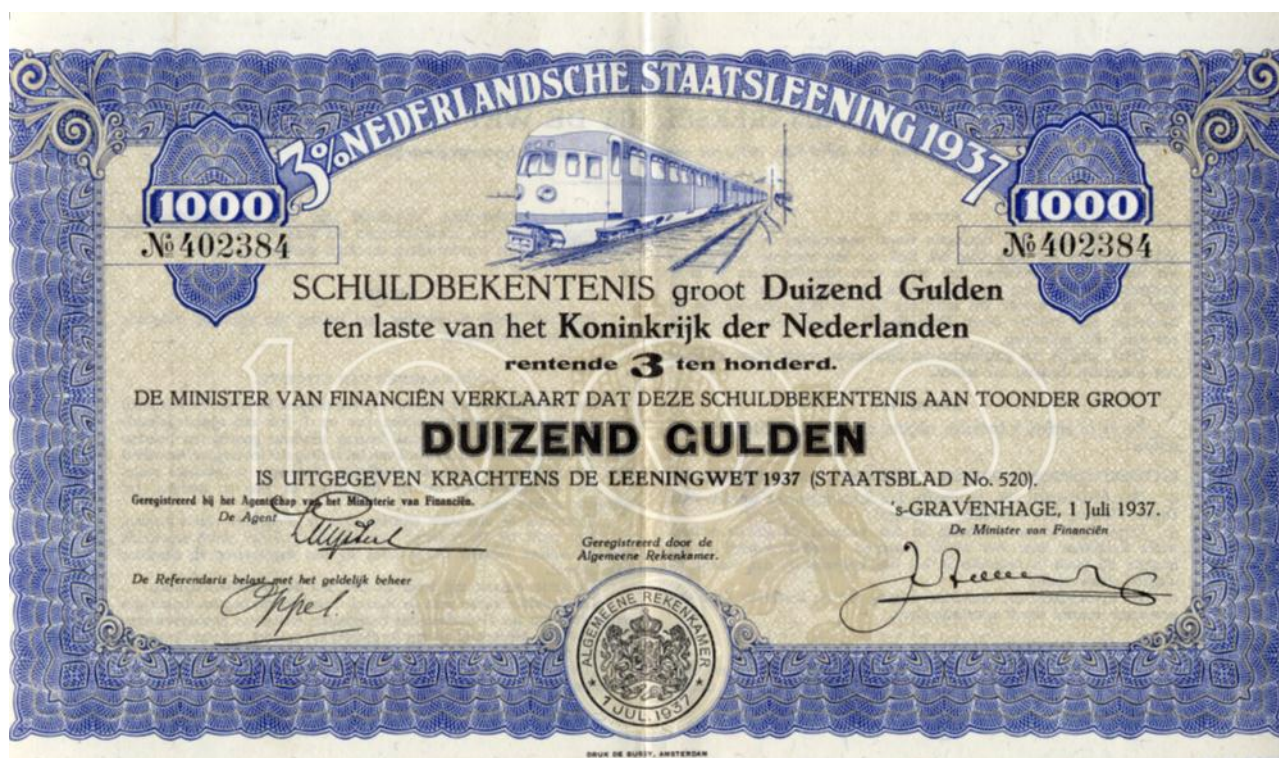 3% NEDERLANDSCHE STAATSLEENING 1937
1000
1000
№ 402384
№ 402384
SCHULDBEKENTENIS groot Duizend Gulden
ten laste van het Koninkrijk der Nederlanden
rentende 3 ten honderd.
1000
DE MINISTER VAN FINANCIËN VERKLAART DAT DEZE SCHULDBEKENTENIS AAN TOONDER GROOT
DUIZEND GULDEN
IS UITGEGEVEN KRACHTENS DE LEENINGWET 1937 (STAATSBLAD No. 520).
Geregistreerd bij het Agentschap van het Ministerie van Financiën.
De Agent
's-GRAVENHAGE, 1 Juli 1937.
De Minister van Financiën
Geregistreerd door de
Algemeene Rekenkamer.
De Referendaris belast met het geldelijk beheer
Oppel.
ALGEMEENE REKENKAMER
1 JUL. 1937
DRUK DE BUSSY, AMSTERDAM